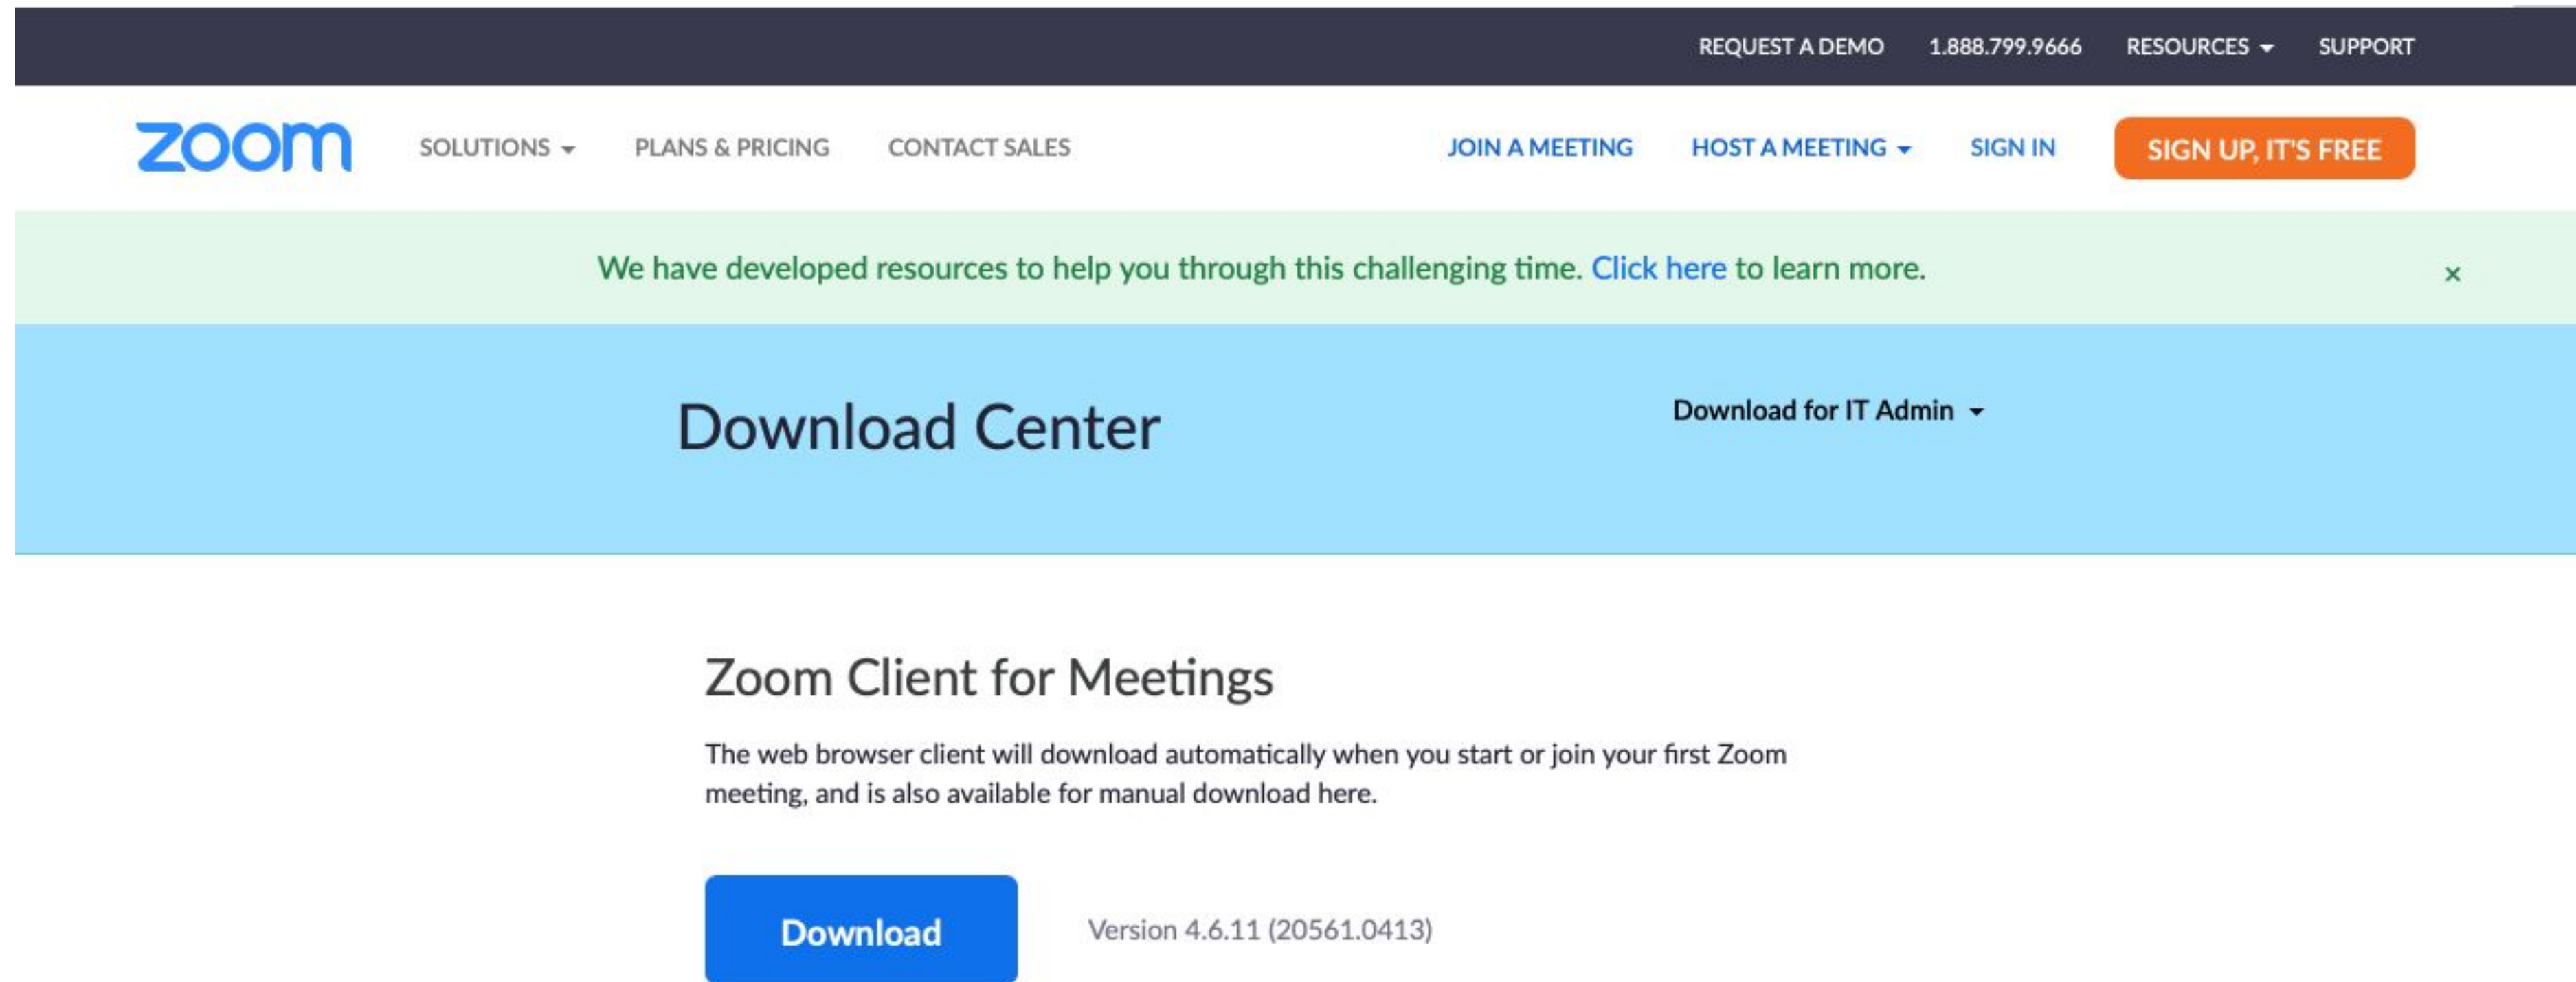 REQUEST A DEMO 1.888.799.9666 RESOURCES SUPPORT
zoom SOLUTIONS PLANS & PRICING CONTACT SALES JOIN A MEETING HOST A MEETING SIGN IN SIGN UP, IT'S FREE
We have developed resources to help you through this challenging time. Click here to learn more. ×
Download Center
Download for IT Admin
Zoom Client for Meetings
The web browser client will download automatically when you start or join your first Zoom
meeting, and is also available for manual download here.
Download Version 4.6.11 (20561.0413)